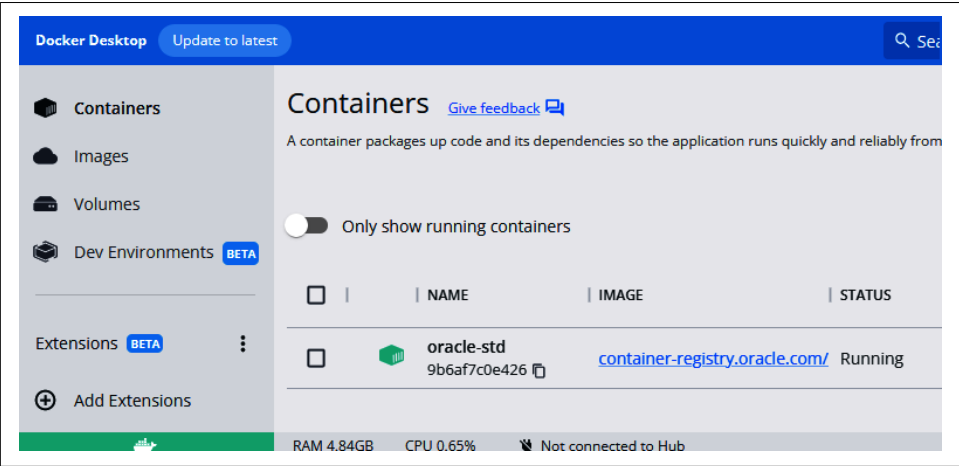 Docker Desktop Update to latest
Containers
Images
Volumes
Dev Environments BETA
Extensions BETA
Add Extensions
Containers Give feedback
A container packages up code and its dependencies so the application runs quickly and reliably from
Only show running containers
NAME IMAGE STATUS
oracle-std
9b6af7c0e426 container-registry.oracle.com/ Running
RAM 4.84GB CPU 0.65% Not connected to Hub